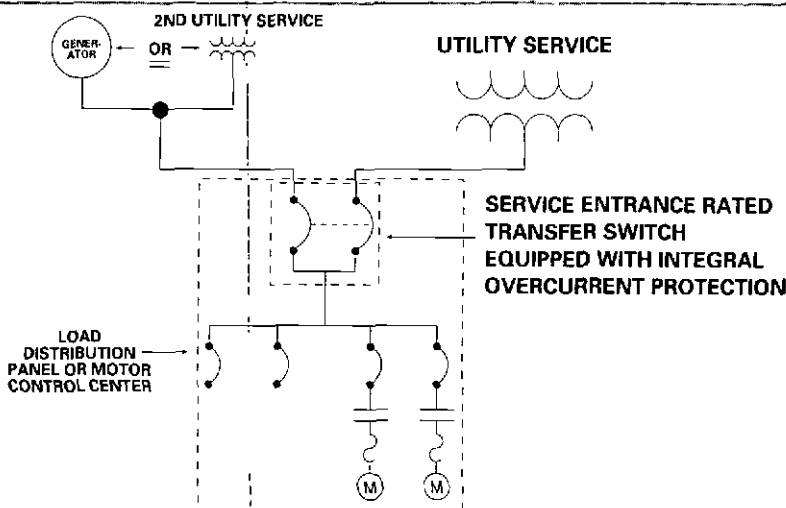 2ND UTILITY SERVICE
GENER-
ATOR
OR
UTILITY SERVICE
SERVICE ENTRANCE RATED
TRANSFER SWITCH
EQUIPPED WITH INTEGRAL
OVERCURRENT PROTECTION
LOAD
DISTRIBUTION
PANEL OR MOTOR
CONTROL CENTER
M
M